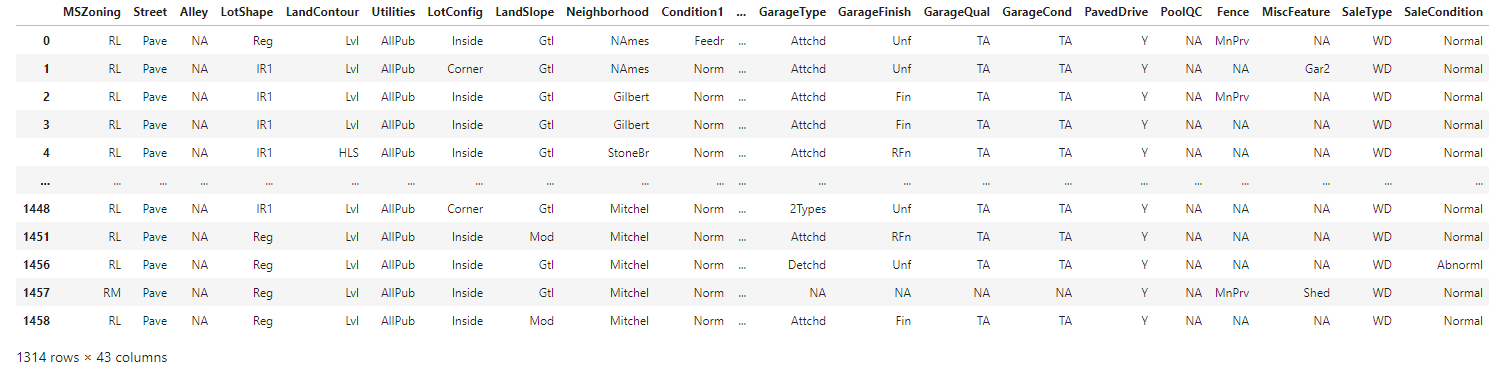 MSZoning Street Alley LotShape LandContour Utilities LotConfig LandSlope Neighborhood Condition1 ... GarageType GarageFinish GarageQual GarageCond PavedDrive PoolQC Fence MiscFeature SaleType SaleCondition
0 RL Pave NA Reg Lvl AllPub Inside Gtl NAmes Feedr ... Attchd Unf TA TA Y NA MnPrv NA WD Normal
1 RL Pave NA IR1 Lvl AllPub Corner Gtl NAmes Norm ... Attchd Unf TA TA Y NA NA Gar2 WD Normal
2 RL Pave NA IR1 Lvl AllPub Inside Gtl Gilbert Norm ... Attchd Fin TA TA Y NA MnPrv NA WD Normal
3 RL Pave NA IR1 Lvl AllPub Inside Gtl Gilbert Norm ... Attchd Fin TA TA Y NA NA NA WD Normal
4 RL Pave NA IR1 HLS AllPub Inside Gtl StoneBr Norm ... Attchd RFn TA TA Y NA NA NA WD Normal
... ... ... ... ... ... ... ... ... ... ... ... ... ... ... ... ... ... ... ... ... ...
1448 RL Pave NA IR1 Lvl AllPub Corner Gtl Mitchel Norm ... 2Types Unf TA TA Y NA NA NA WD Normal
1451 RL Pave NA Reg Lvl AllPub Inside Mod Mitchel Norm ... Attchd RFn TA TA Y NA NA NA WD Normal
1456 RL Pave NA Reg Lvl AllPub Inside Gtl Mitchel Norm ... Detchd Unf TA TA Y NA NA NA WD Abnorml
1457 RM Pave NA Reg Lvl AllPub Inside Gtl Mitchel Norm ... NA NA NA NA Y NA MnPrv Shed WD Normal
1458 RL Pave NA Reg Lvl AllPub Inside Mod Mitchel Norm ... Attchd Fin TA TA Y NA NA NA WD Normal
1314 rows × 43 columns